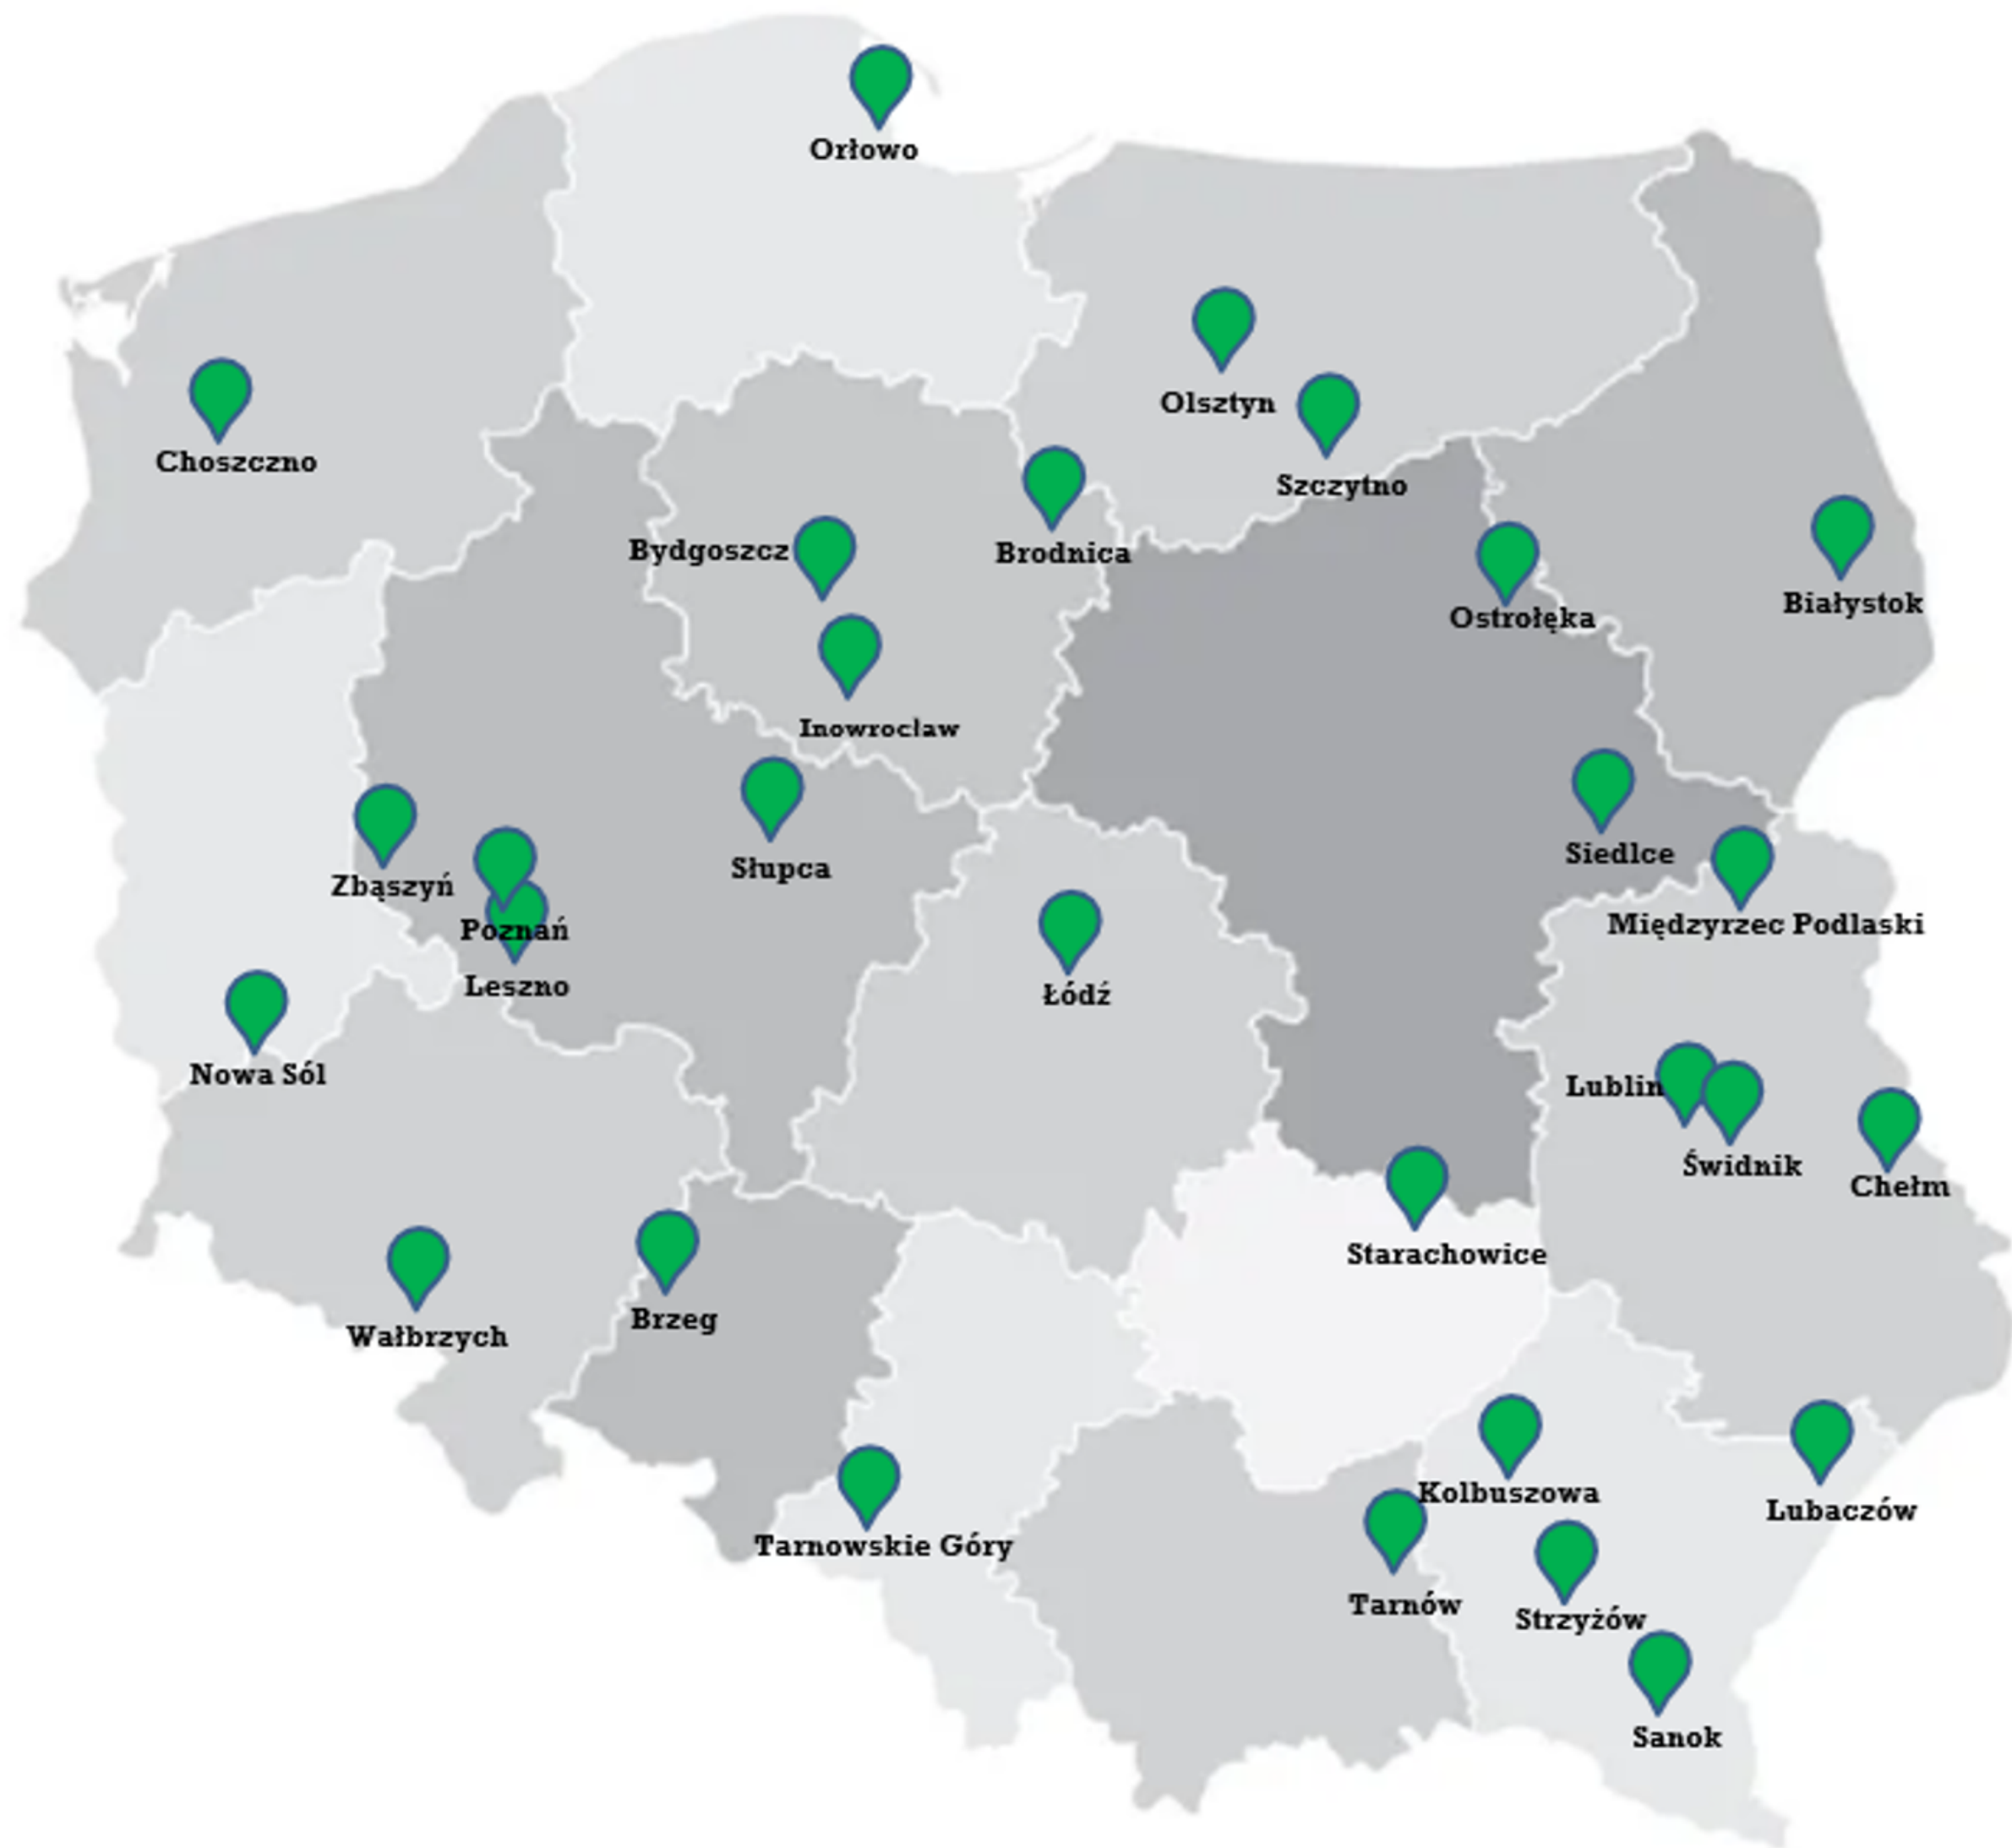 Orłowo
Olsztyn
Choszczno
Szczytno
Bydgoszcz
Brodnica
Białystok
Ostrołęka
Inowrocław
Siedlce
Słupca
Zbąszyń
Międzyrzec Podlaski
Poznań
Leszno
Łódź
Nowa Sól
Lublin
Świdnik
Chełm
Starachowice
Brzeg
Wałbrzych
Kolbuszowa
Lubaczów
Tarnowskie Góry
Tarnów
Strzyżów
Sanok